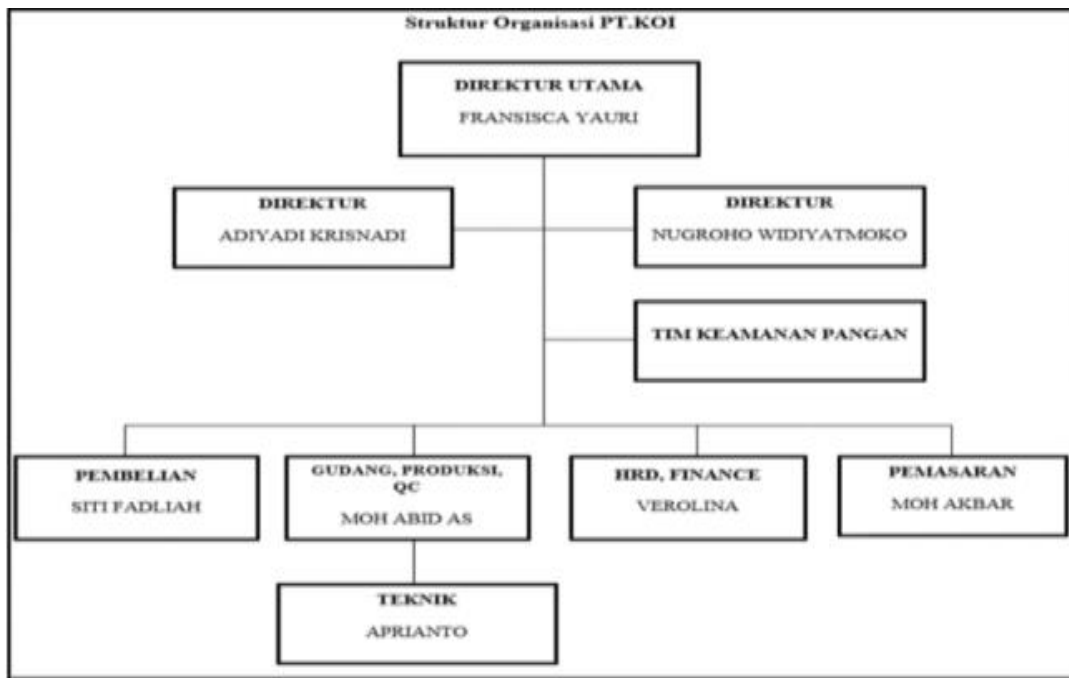 Struktur Organisasi PT.KOI
DIREKTUR UTAMA
FRANSISCA YAURI
DIREKTUR
ADIYADI KRISNADI
DIREKTUR
NUGROHO WIDIYATMOKO
TIM KEAMANAN PANGAN
PEMBELIAN
SITI FADLIAH
GUDANG, PRODUKSI,
QC
MOH ABID AS
HRD, FINANCE
VEROLINA
PEMASARAN
MOH AKBAR
TEKNIK
APRIANTO